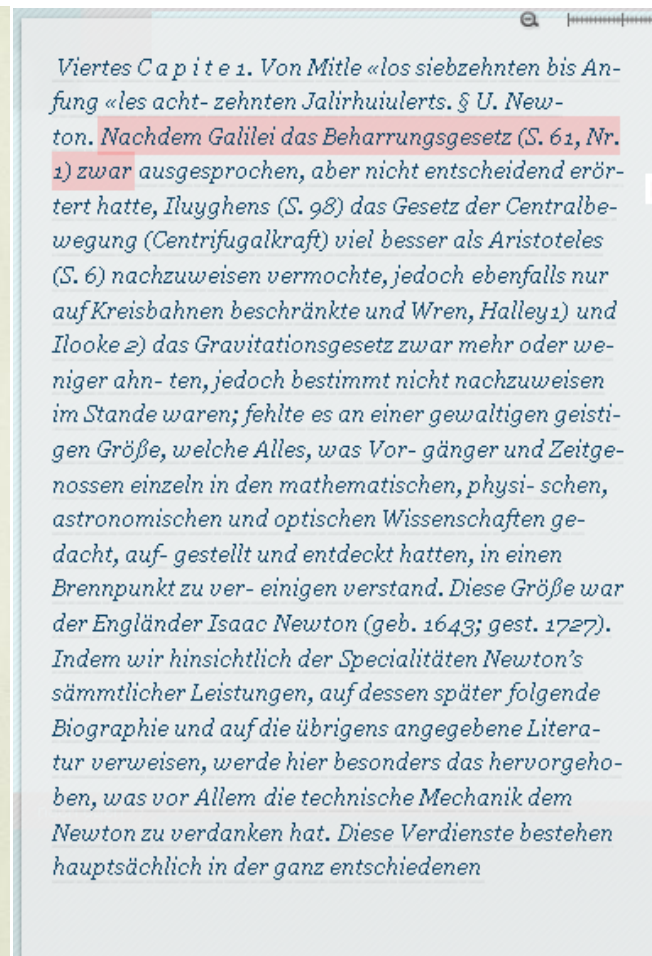 Viertes C a p i t e 1. Von Mitle «los siebzehnten bis An-
fung «les acht- zehnten Jalirhuiulerts. § U. New-
ton. Nachdem Galilei das Beharrungsgesetz (S. 61, Nr.
1) zwar ausgesprochen, aber nicht entscheidend erör-
tert hatte, Iluyghens (S. 98) das Gesetz der Centralbe-
wegung (Centrifugalkraft) viel besser als Aristoteles
(S. 6) nachzuweisen vermochte, jedoch ebenfalls nur
auf Kreisbahnen beschränkte und Wren, Halley1) und
Ilooke 2) das Gravitationsgesetz zwar mehr oder we-
niger ahn- ten, jedoch bestimmt nicht nachzuweisen
im Stande waren; fehlte es an einer gewaltigen geisti-
gen Größe, welche Alles, was Vor- gänger und Zeitge-
nossen einzeln in den mathematischen, physi- schen,
astronomischen und optischen Wissenschaften ge-
dacht, auf- gestellt und entdeckt hatten, in einen
Brennpunkt zu ver- einigen verstand. Diese Größe war
der Engländer Isaac Newton (geb. 1643; gest. 1727).
Indem wir hinsichtlich der Specialitäten Newton's
sämmtlicher Leistungen, auf dessen später folgende
Biographie und auf die übrigens angegebene Litera-
tur verweisen, werde hier besonders das hervorgeho-
ben, was vor Allem die technische Mechanik dem
Newton zu verdanken hat. Diese Verdienste bestehen
hauptsächlich in der ganz entschiedenen